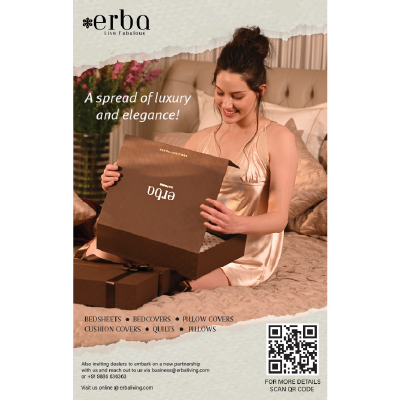 *erba
Live Fabulous
A spread of luxury
and elegance!
erba
BEDSHEETS • BEDCOVERS • PILLOW COVERS
CUSHION COVERS • QUILTS • PILLOWS
Also inviting dealers to embark on a new partnership
with us and reach out to us via business@erbaliving.com
Visit us online @ erbaliving.com
FOR MORE DETAILS
SCAN QR CODE